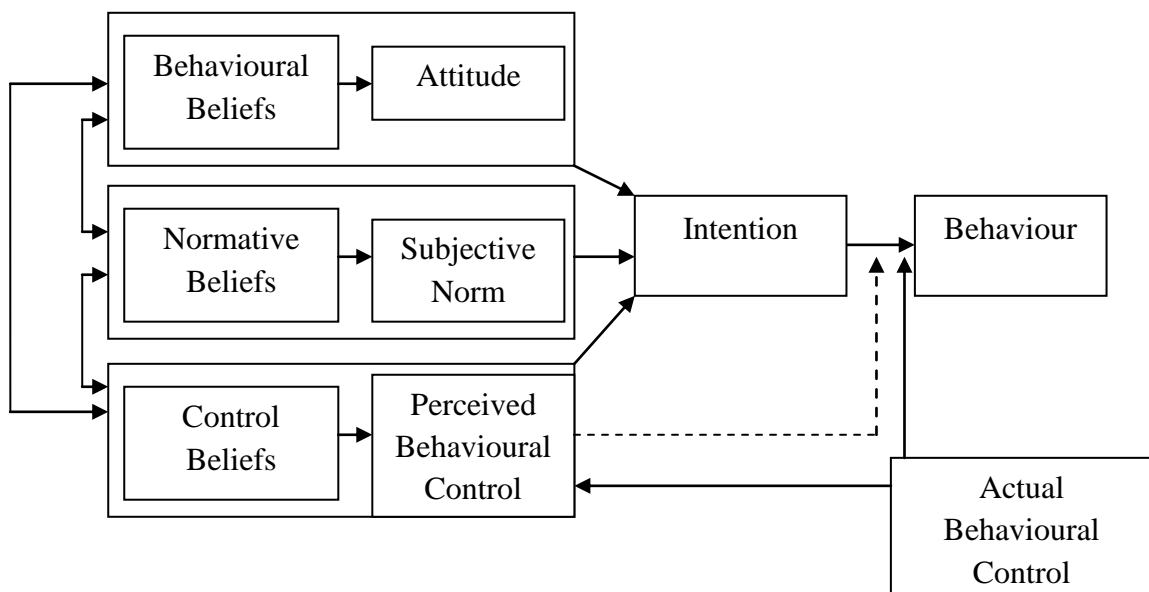 Behavioural
Beliefs
Attitude
Normative
Beliefs
Subjective
Norm
Control
Beliefs
Perceived
Behavioural
Control
Intention
Behaviour
Actual
Behavioural
Control